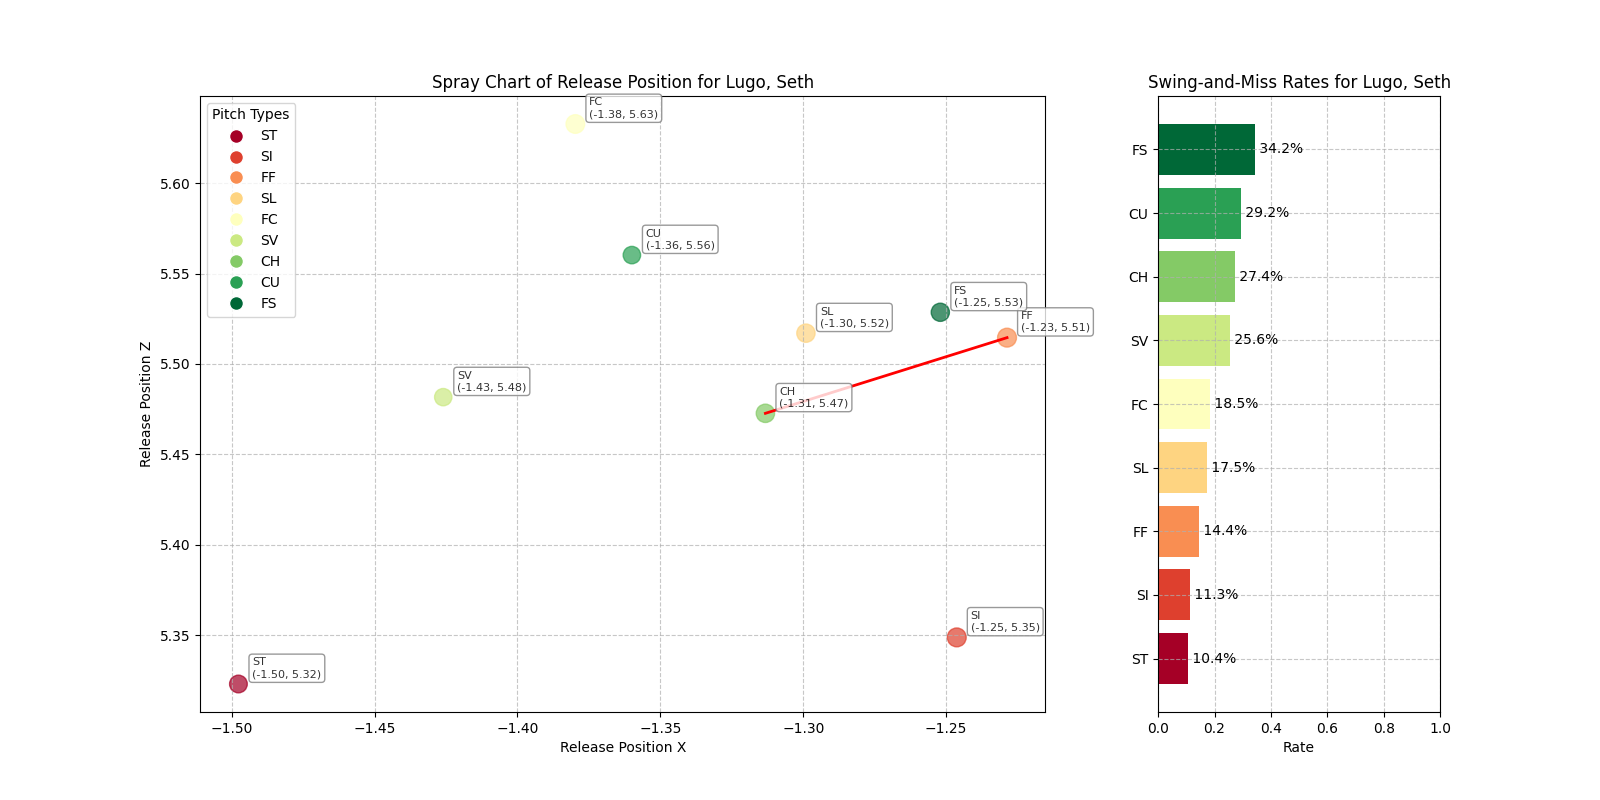 Spray Chart of Release Position for Lugo, Seth
Pitch Types
ST
SI
FF
SL
FC
SV
CH
CU
FS
FC
(-1.38, 5.63)
CU
(-1.36, 5.56)
FS
(-1.25, 5.53)
SL
(-1.30, 5.52)
FF
(-1.23, 5.51)
SV
(-1.43, 5.48)
CH
(-1.31, 5.47)
SI
(-1.25, 5.35)
ST
(-1.50, 5.32)
5.60
5.55
5.50
5.45
5.40
5.35
Release Position Z
−1.50
−1.45
−1.40
−1.35
−1.30
−1.25
Release Position X
Swing-and-Miss Rates for Lugo, Seth
FS 34.2%
CU 29.2%
CH 27.4%
SV 25.6%
FC 18.5%
SL 17.5%
FF 14.4%
SI 11.3%
ST 10.4%
0.0 0.2 0.4 0.6 0.8 1.0
Rate